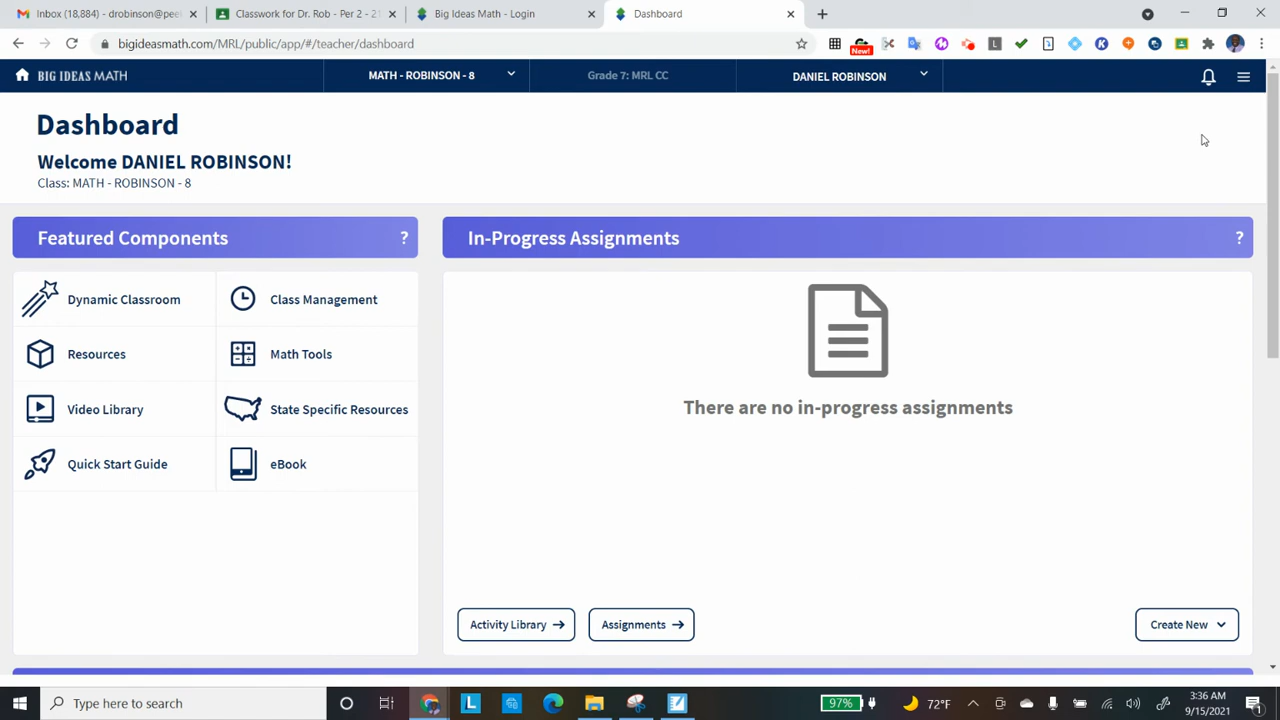 Inbox (18,884) - drobinson@pee
Classwork for Dr. Rob - Per 2 - 21
Big Ideas Math - Login
Dashboard
bigideasmath.com/MRL/public/app/#/teacher/dashboard
New!
BIG IDEAS MATH
MATH - ROBINSON - 8
Grade 7: MRL CC
DANIEL ROBINSON
Dashboard
Welcome DANIEL ROBINSON!
Class: MATH - ROBINSON - 8
Featured Components ?
In-Progress Assignments ?
Dynamic Classroom
Class Management
Resources
Math Tools
Video Library
State Specific Resources
Quick Start Guide
eBook
There are no in-progress assignments
Activity Library
Assignments
Create New
Type here to search
97%
72°F
3:36 AM
9/15/2021
1